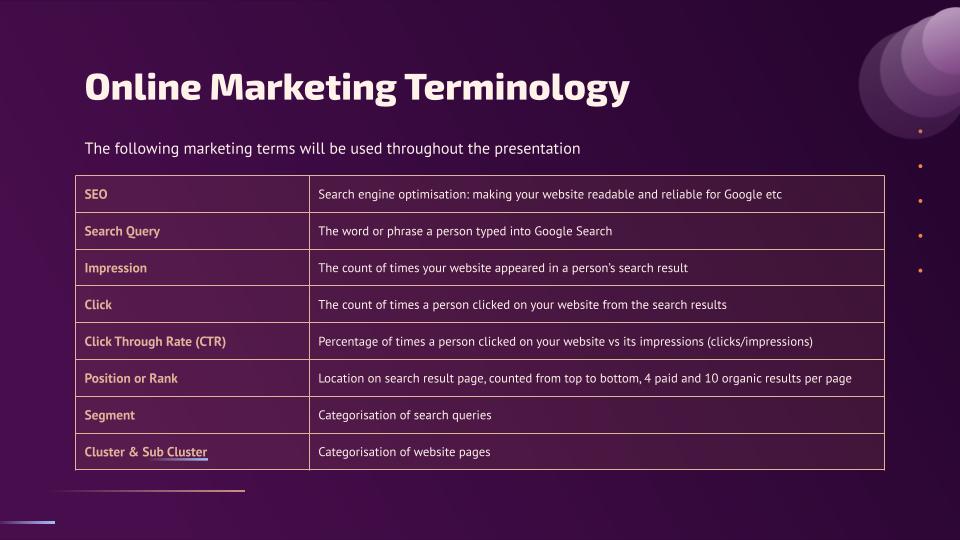 Online Marketing Terminology
The following marketing terms will be used throughout the presentation
SEO
Search engine optimisation: making your website readable and reliable for Google etc
Search Query
The word or phrase a person typed into Google Search
Impression
The count of times your website appeared in a person's search result
Click
The count of times a person clicked on your website from the search results
Click Through Rate (CTR)
Percentage of times a person clicked on your website vs its impressions (clicks/impressions)
Position or Rank
Location on search result page, counted from top to bottom, 4 paid and 10 organic results per page
Segment
Categorisation of search queries
Cluster & Sub Cluster
Categorisation of website pages